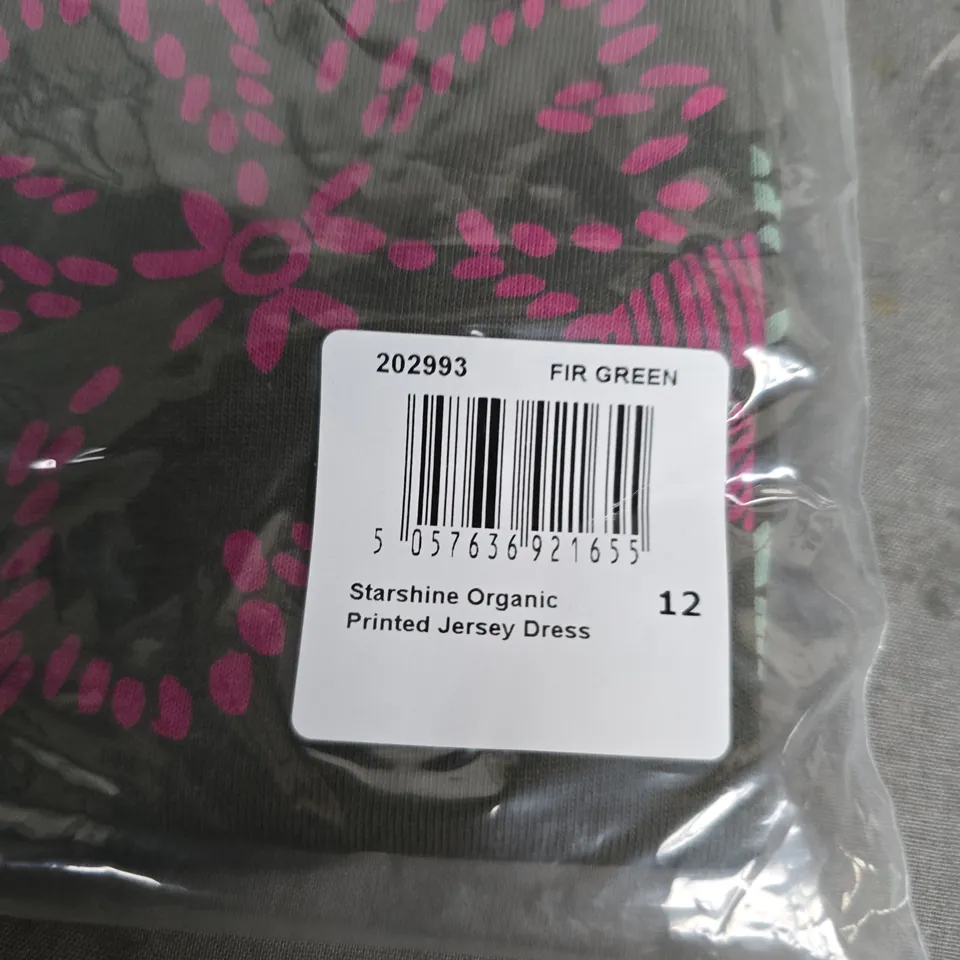 202993 FIR GREEN
5 057636 921655
Starshine Organic 12
Printed Jersey Dress